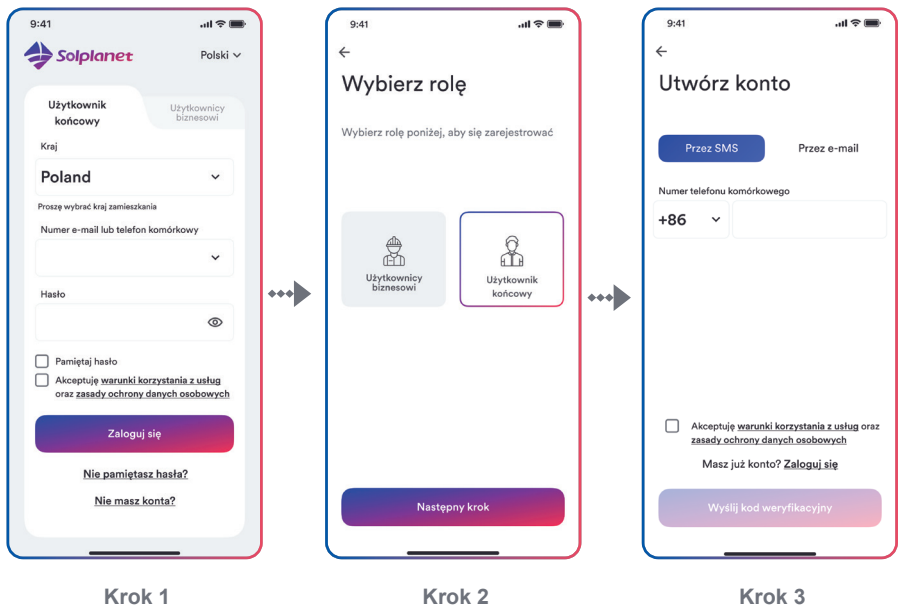 9:41
Solplanet
Polski
Użytkownik
końcowy
Użytkownicy
biznesowi
Kraj
Poland
Proszę wybrać kraj zamieszkania
Numer e-mail lub telefon komórkowy
Hasło
Pamiętaj hasło
Akceptuję warunki korzystania z usług
oraz zasady ochrony danych osobowych
Zaloguj się
Nie pamiętasz hasła?
Nie masz konta?
Krok 1
9:41
Wybierz rolę
Wybierz rolę poniżej, aby się zarejestrować
Użytkownicy
biznesowi
Użytkownik
końcowy
Następny krok
Krok 2
9:41
Utwórz konto
Przez SMS
Przez e-mail
Numer telefonu komórkowego
+86
Akceptuję warunki korzystania z usług oraz
zasady ochrony danych osobowych
Masz już konto? Zaloguj się
Wyślij kod weryfikacyjny
Krok 3